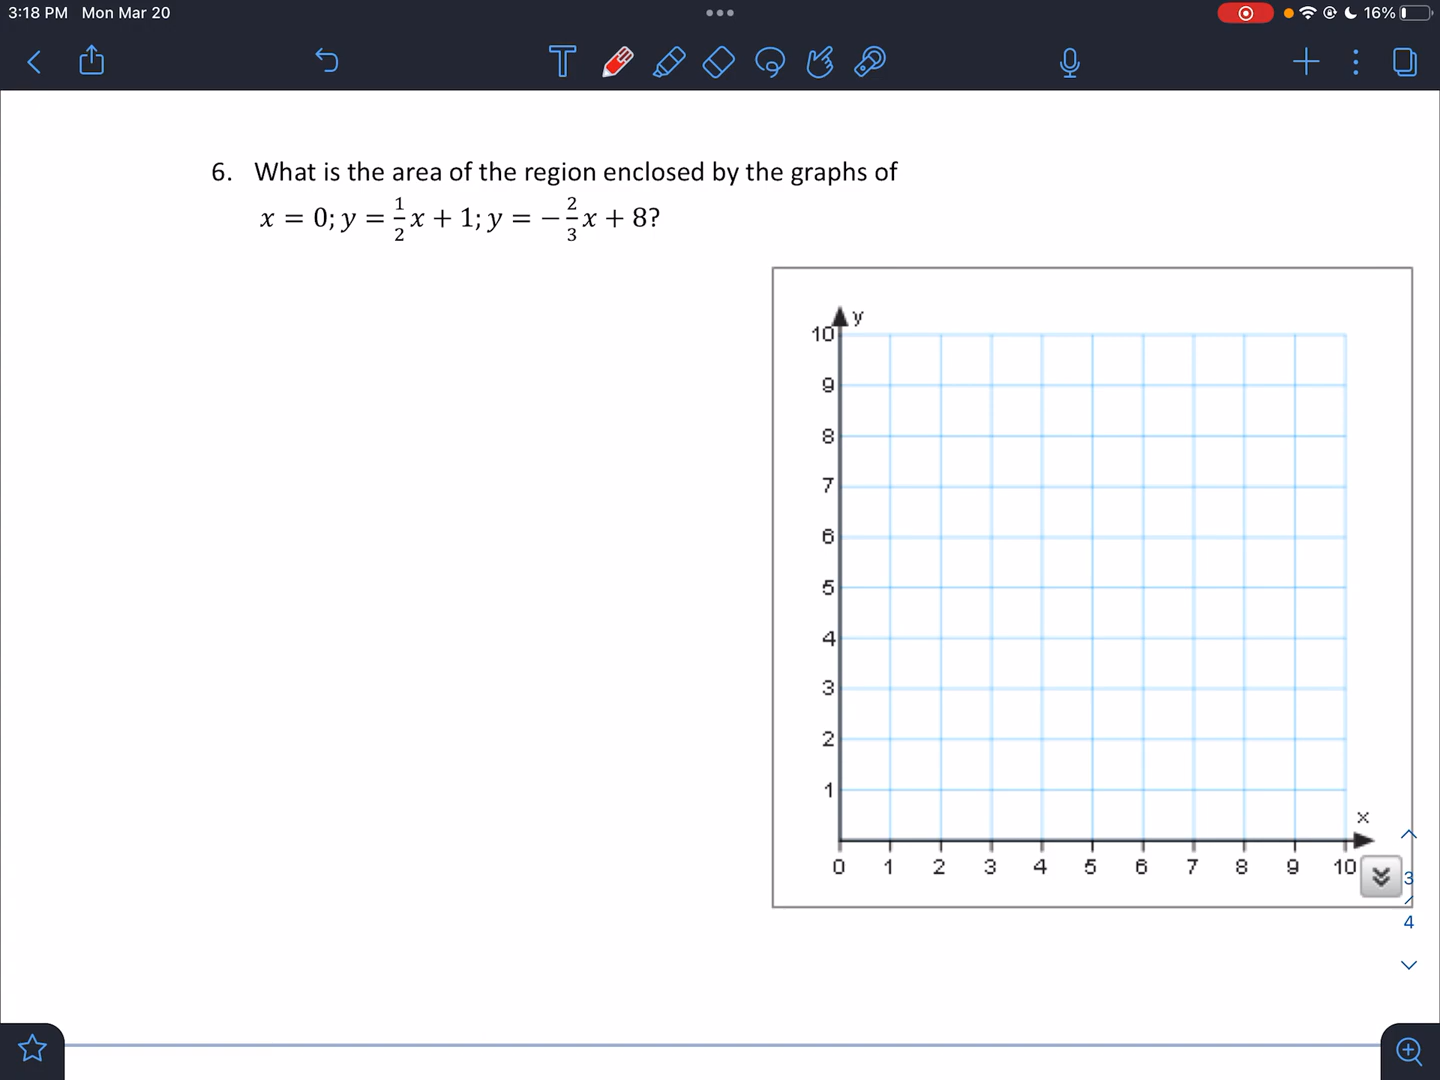 3:18 PM Mon Mar 20
16%
6. What is the area of the region enclosed by the graphs of
x = 0; y = 1/2 x + 1; y = − 2/3 x + 8?
y
10
9
8
7
6
5
4
3
2
1
x
0 1 2 3 4 5 6 7 8 9 10
3
/
4